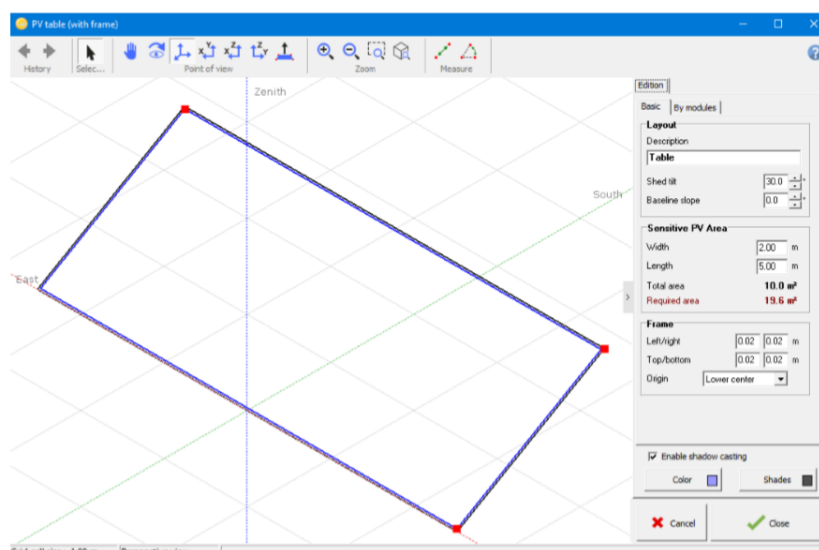 PV table (with frame)
History
Selec...
Point of view
Zoom
Measure
Zenith
South
East
Edition
Basic
By modules
Layout
Description
Table
Shed tilt 30.0 °
Baseline slope 0.0 °
Sensitive PV Area
Width 2.00 m
Length 5.00 m
Total area 10.0 m²
Required area 19.6 m²
Frame
Left/right 0.02 0.02 m
Top/bottom 0.02 0.02 m
Origin Lower center
Enable shadow casting
Color
Shades
Cancel
Close